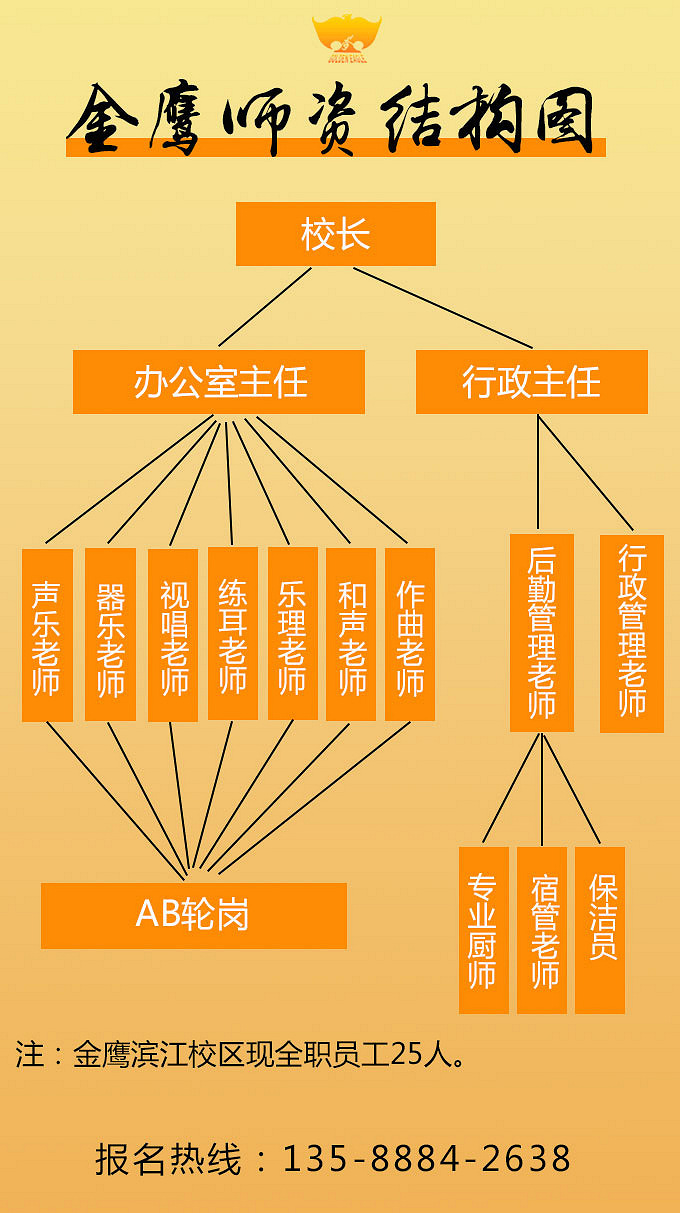 GOLDEN EAGLE
金鹰师资结构图
校长
办公室主任
行政主任
声乐老师
器乐老师
视唱老师
练耳老师
乐理老师
和声老师
作曲老师
后勤管理老师
行政管理老师
AB轮岗
专业厨师
宿管老师
保洁员
注：金鹰滨江校区现全职员工25人。
报名热线：135-8884-2638